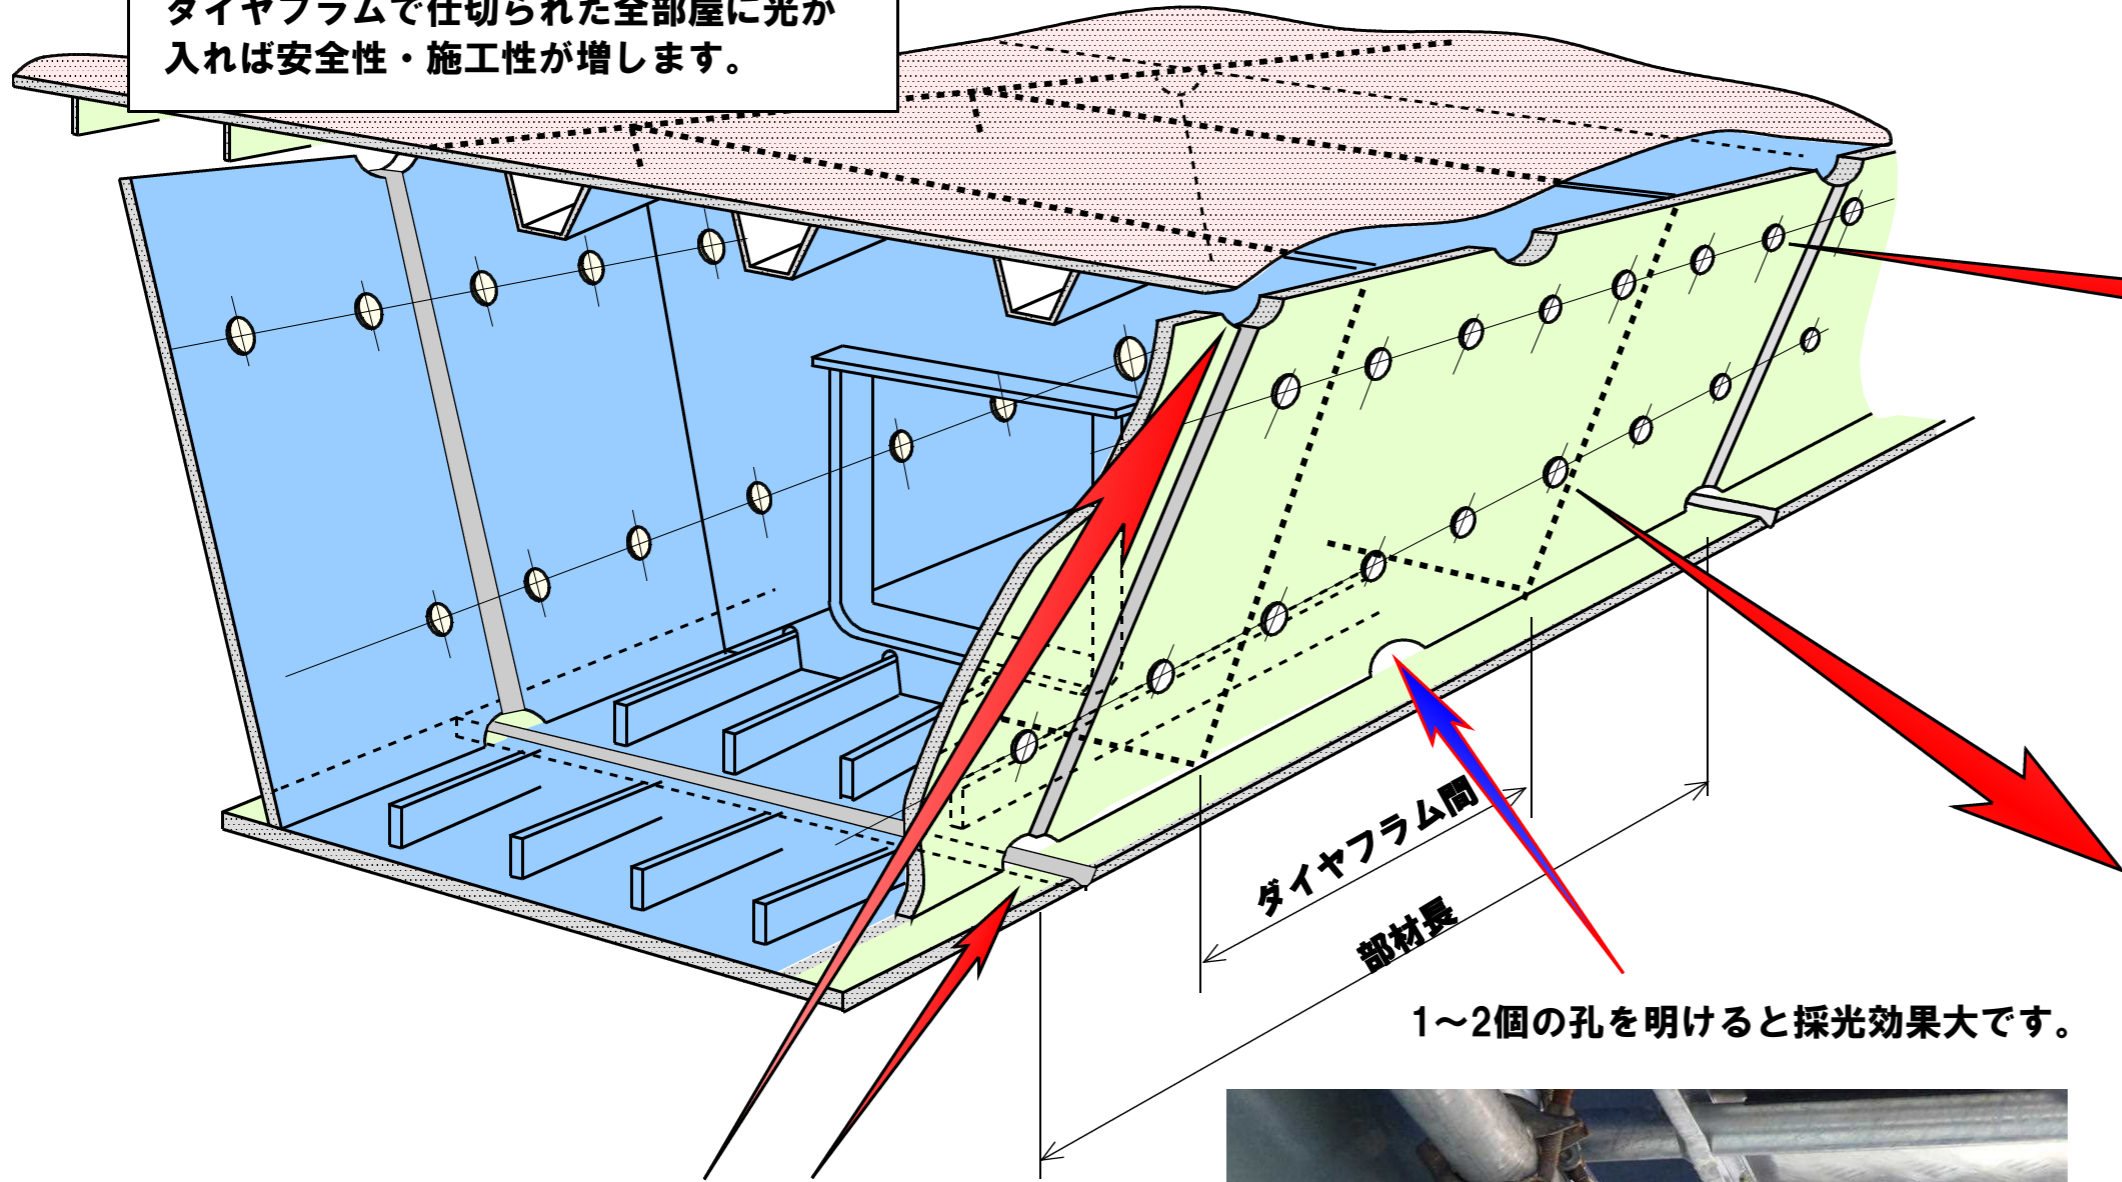 ダイヤフラムで仕切られた全部屋に光が
入れば安全性・施工性が増します。
ダイヤフラム間
部材長
1～2個の孔を明けると採光効果大です。